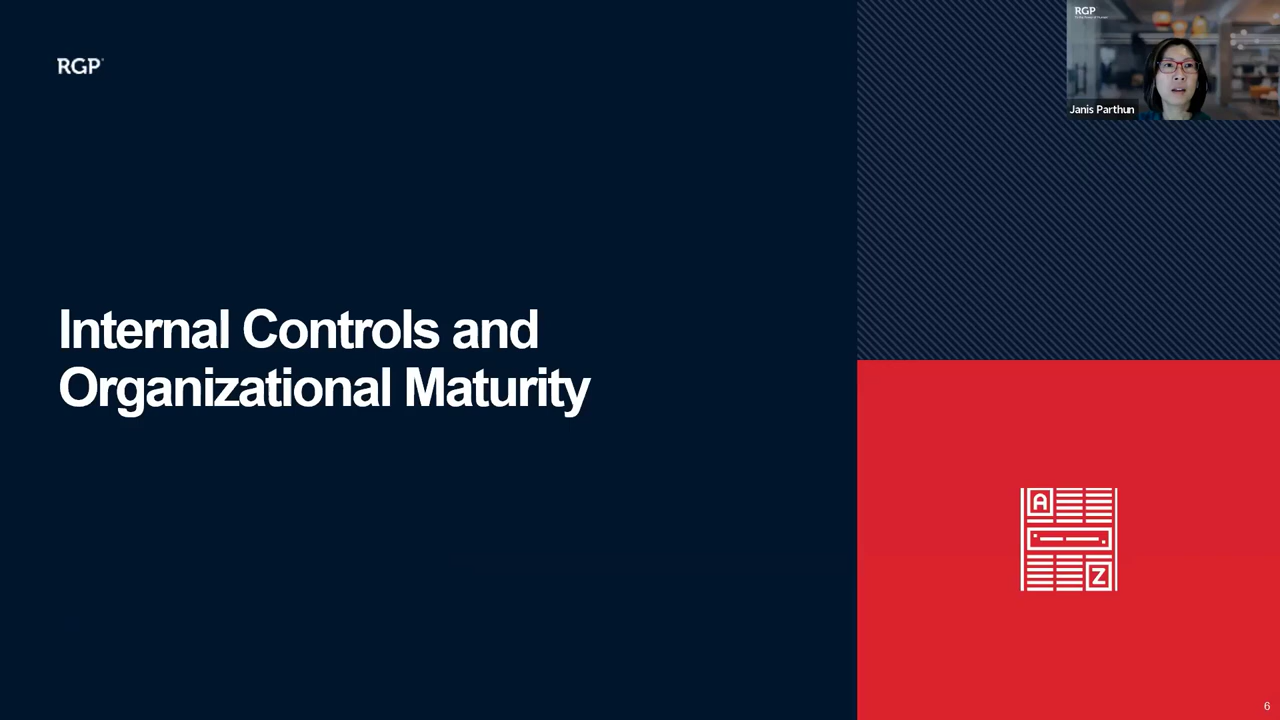 RGP
RGP
Janis Parthun
Internal Controls and
Organizational Maturity
A
Z
6